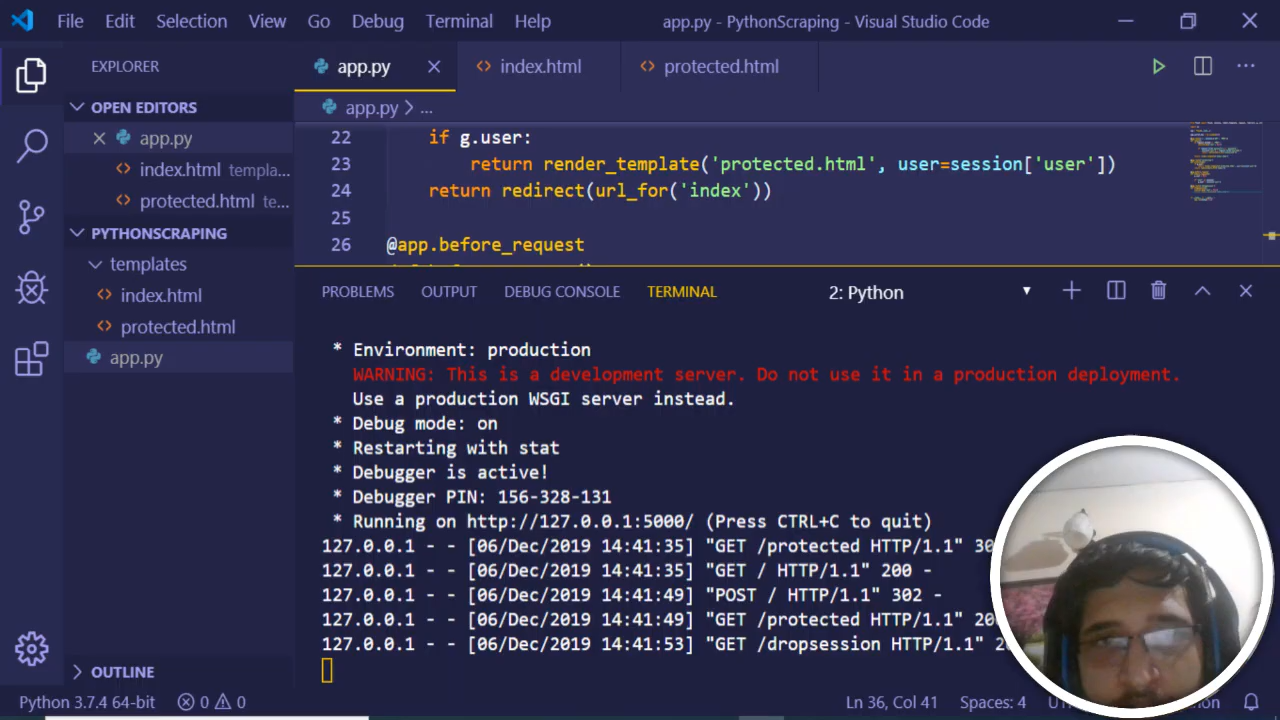 File Edit Selection View Go Debug Terminal Help app.py - PythonScraping - Visual Studio Code
EXPLORER
OPEN EDITORS
app.py
index.html templa...
protected.html te...
PYTHONSCRAPING
templates
index.html
protected.html
app.py
OUTLINE
app.py index.html protected.html
app.py > ...
22 if g.user:
23 return render_template('protected.html', user=session['user'])
24 return redirect(url_for('index'))
25
26 @app.before_request
PROBLEMS OUTPUT DEBUG CONSOLE TERMINAL 2: Python
* Environment: production
WARNING: This is a development server. Do not use it in a production deployment.
Use a production WSGI server instead.
* Debug mode: on
* Restarting with stat
* Debugger is active!
* Debugger PIN: 156-328-131
* Running on http://127.0.0.1:5000/ (Press CTRL+C to quit)
127.0.0.1 - - [06/Dec/2019 14:41:35] "GET /protected HTTP/1.1"
127.0.0.1 - - [06/Dec/2019 14:41:35] "GET / HTTP/1.1" 200 -
127.0.0.1 - - [06/Dec/2019 14:41:49] "POST / HTTP/1.1" 302 -
127.0.0.1 - - [06/Dec/2019 14:41:49] "GET /protected HTTP/1.1"
127.0.0.1 - - [06/Dec/2019 14:41:53] "GET /dropsession HTTP/1.1"
Python 3.7.4 64-bit 0 0 Ln 36, Col 41 Spaces: 4